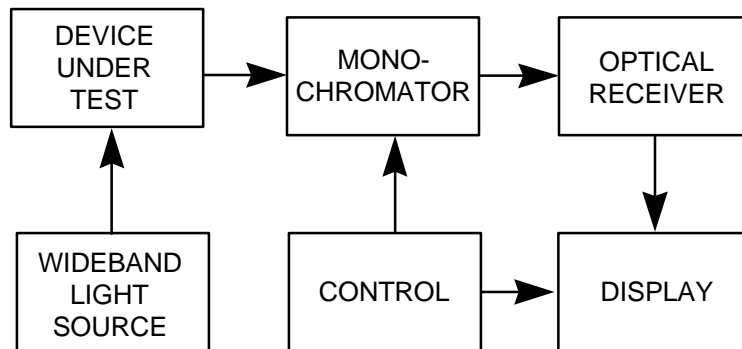 DEVICE
UNDER
TEST
MONO-
CHROMATOR
OPTICAL
RECEIVER
WIDEBAND
LIGHT
SOURCE
CONTROL
DISPLAY